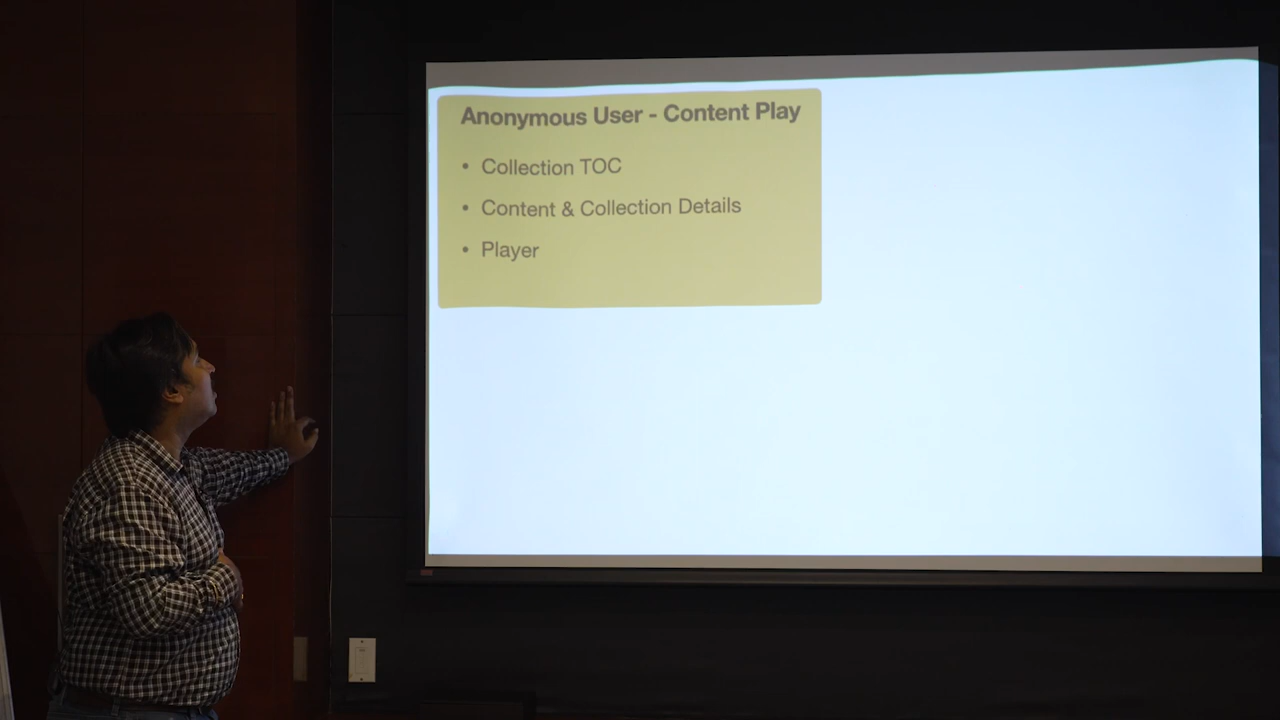 Anonymous User - Content Play
• Collection TOC
• Content & Collection Details
• Player